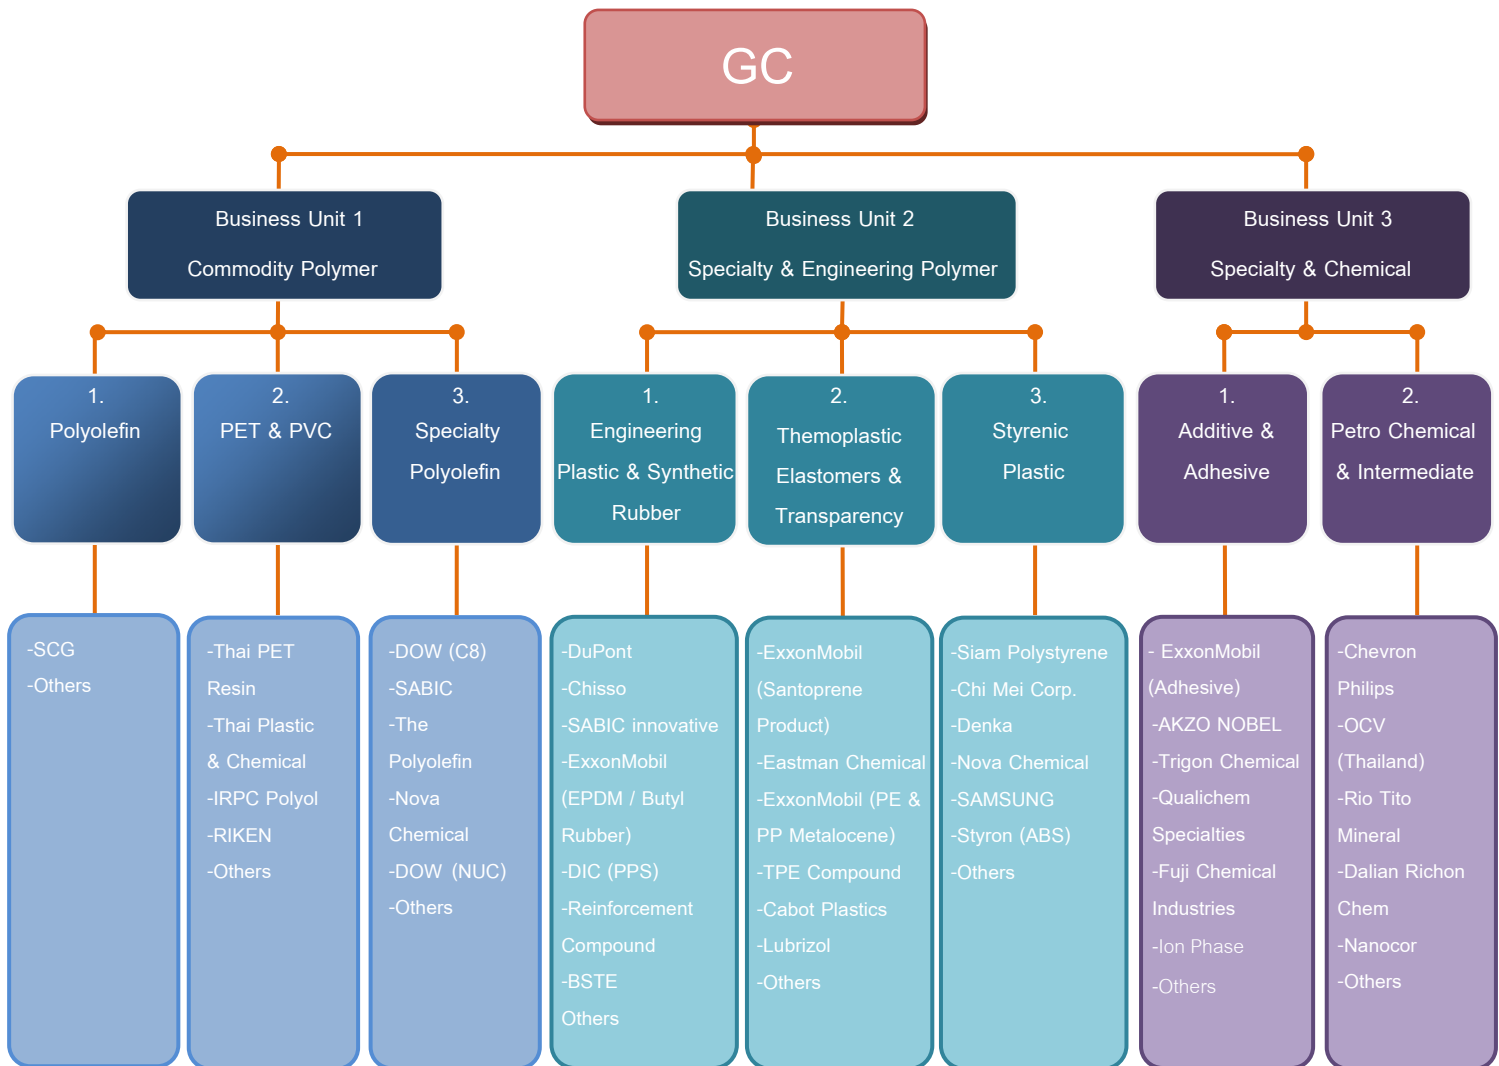 GC
Business Unit 1
Commodity Polymer
Business Unit 2
Specialty & Engineering Polymer
Business Unit 3
Specialty & Chemical
1.
Polyolefin
2.
PET & PVC
3.
Specialty
Polyolefin
1.
Engineering
Plastic & Synthetic
Rubber
2.
Themoplastic
Elastomers &
Transparency
3.
Styrenic
Plastic
1.
Additive &
Adhesive
2.
Petro Chemical
& Intermediate
-SCG
-Others
-Thai PET
Resin
-Thai Plastic
& Chemical
-IRPC Polyol
-RIKEN
-Others
-DOW (C8)
-SABIC
-The
Polyolefin
-Nova
Chemical
-DOW (NUC)
-Others
-DuPont
-Chisso
-SABIC innovative
-ExxonMobil
(EPDM / Butyl
Rubber)
-DIC (PPS)
-Reinforcement
Compound
-BSTE
Others
-ExxonMobil
(Santoprene
Product)
-Eastman Chemical
-ExxonMobil (PE &
PP Metalocene)
-TPE Compound
-Cabot Plastics
-Lubrizol
-Others
-Siam Polystyrene
-Chi Mei Corp.
-Denka
-Nova Chemical
-SAMSUNG
-Styron (ABS)
-Others
- ExxonMobil
(Adhesive)
-AKZO NOBEL
-Trigon Chemical
-Qualichem
Specialties
-Fuji Chemical
Industries
-Ion Phase
-Others
-Chevron
Philips
-OCV
(Thailand)
-Rio Tito
Mineral
-Dalian Richon
Chem
-Nanocor
-Others